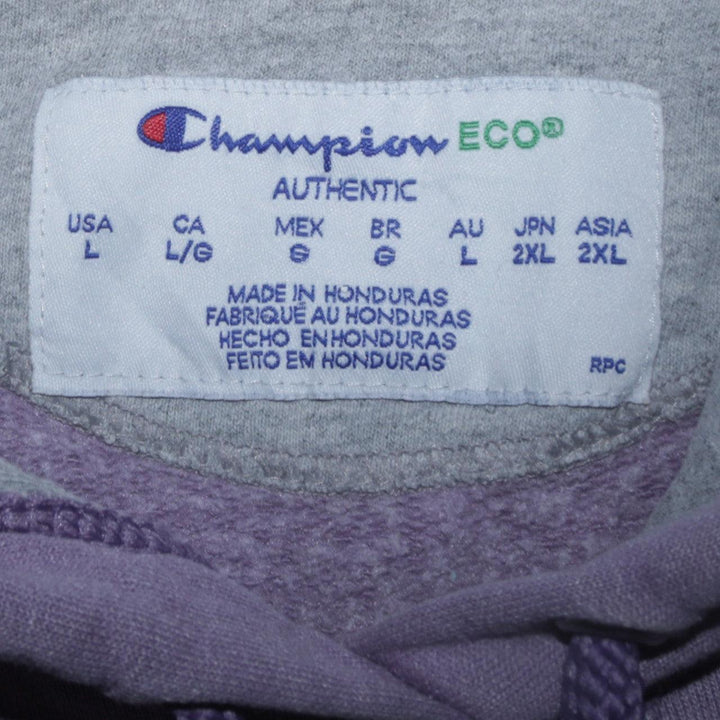 Champion ECO®
AUTHENTIC
USA CA MEX BR AU JPN ASIA
L L/G G G L 2XL 2XL
MADE IN HONDURAS
FABRIQUÉ AU HONDURAS
HECHO EN HONDURAS
FEITO EM HONDURAS
RPC